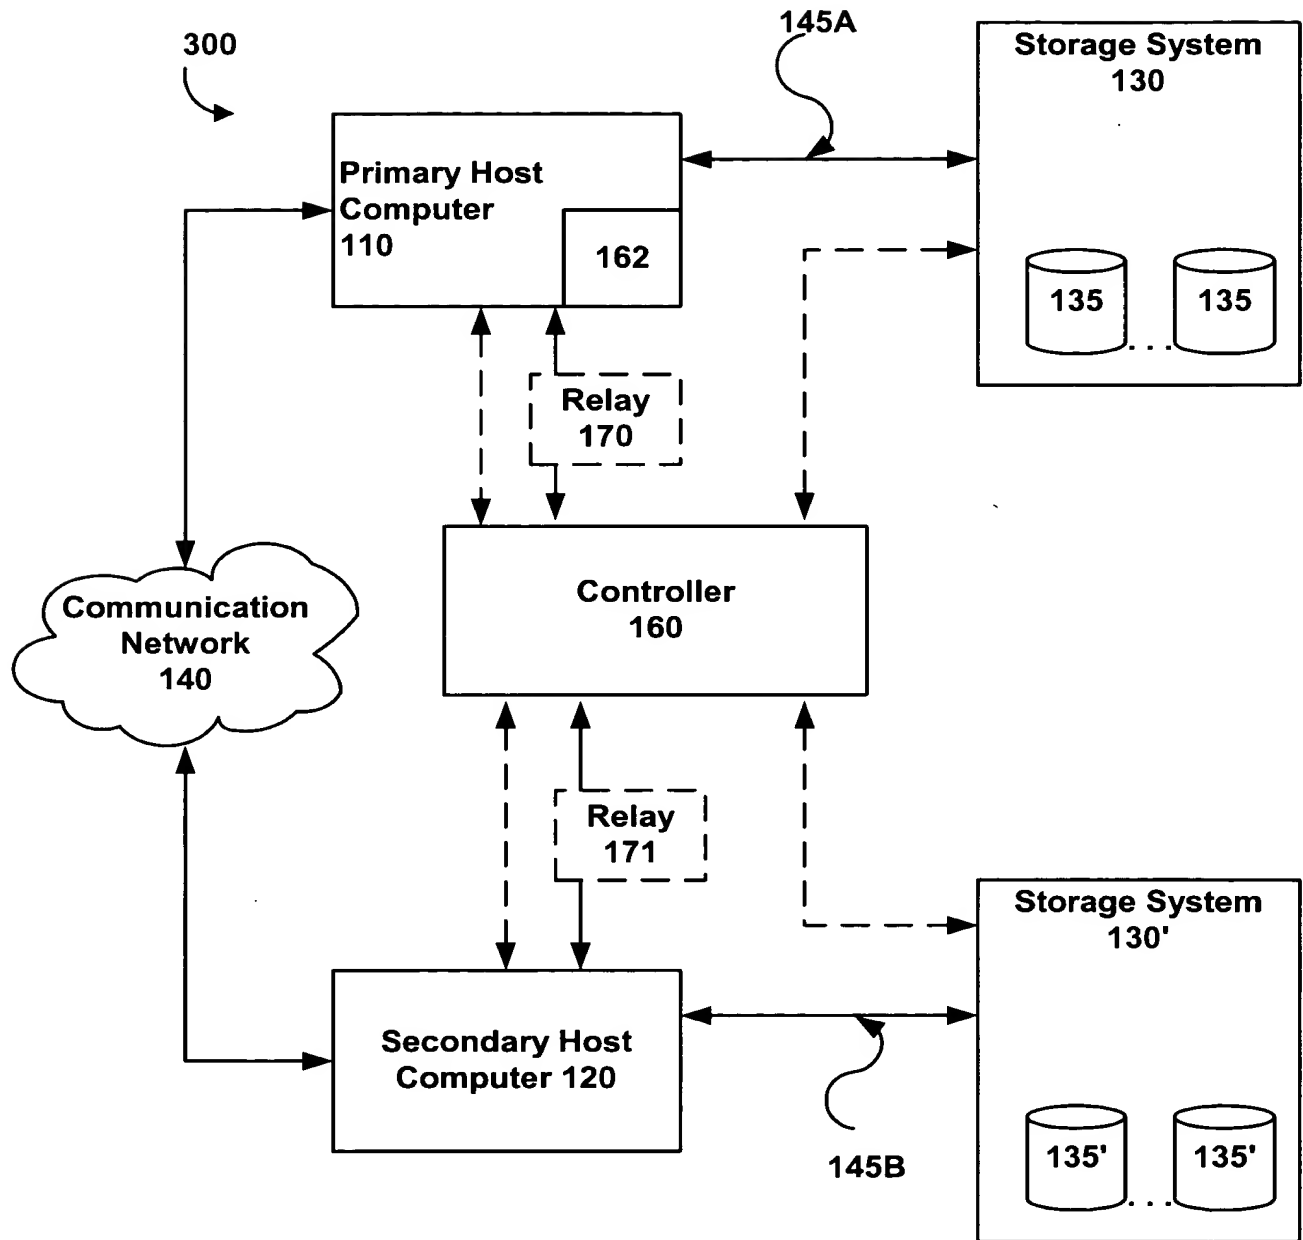 300
145A
Storage System
130
Primary Host
Computer
110
162
135
135
. . .
Relay
170
Controller
160
Communication
Network
140
Relay
171
Storage System
130'
Secondary Host
Computer 120
145B
135'
135'
. . .